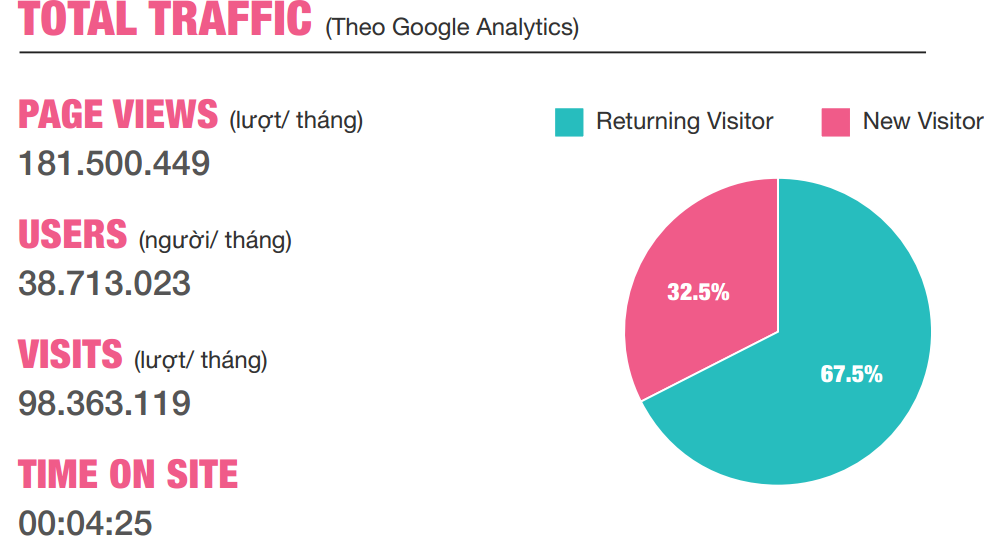 TOTAL TRAFFIC (Theo Google Analytics)
PAGE VIEWS (lượt/ tháng)
181.500.449
USERS (người/ tháng)
38.713.023
VISITS (lượt/ tháng)
98.363.119
TIME ON SITE
00:04:25
Returning Visitor
New Visitor
32.5%
67.5%